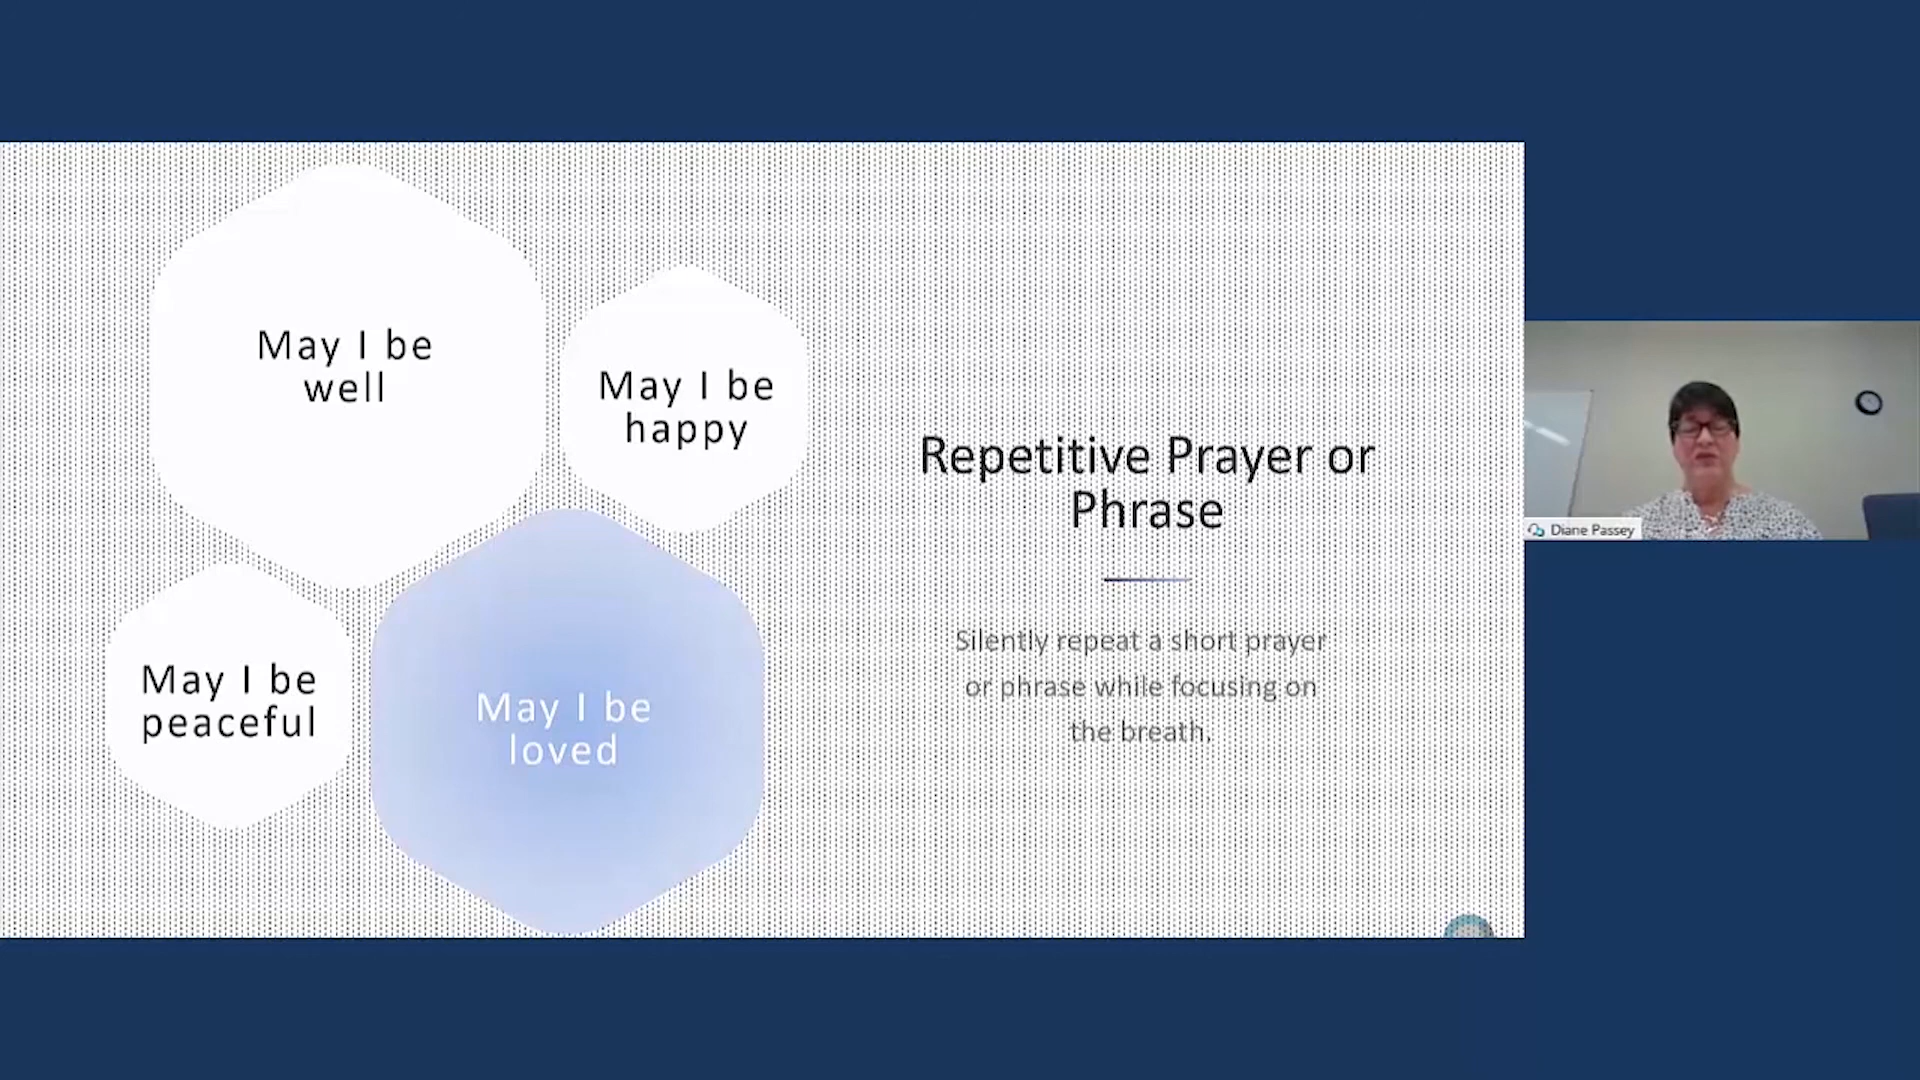 May I be
well
May I be
happy
May I be
peaceful
May I be
loved
Repetitive Prayer or
Phrase
Silently repeat a short prayer
or phrase while focusing on
the breath.
Diane Passey